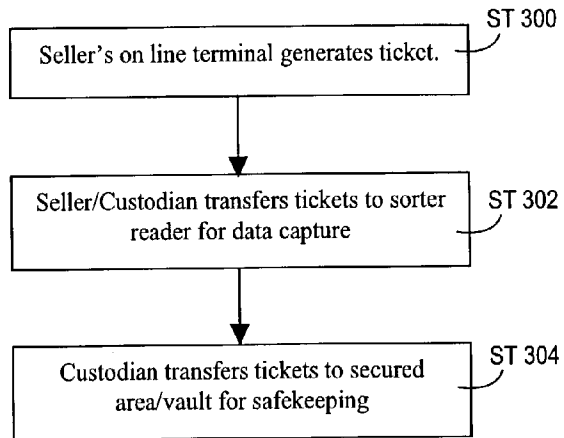 ST 300
Seller's on line terminal generates ticket.
Seller/Custodian transfers tickets to sorter
reader for data capture
ST 302
Custodian transfers tickets to secured
area/vault for safekeeping
ST 304